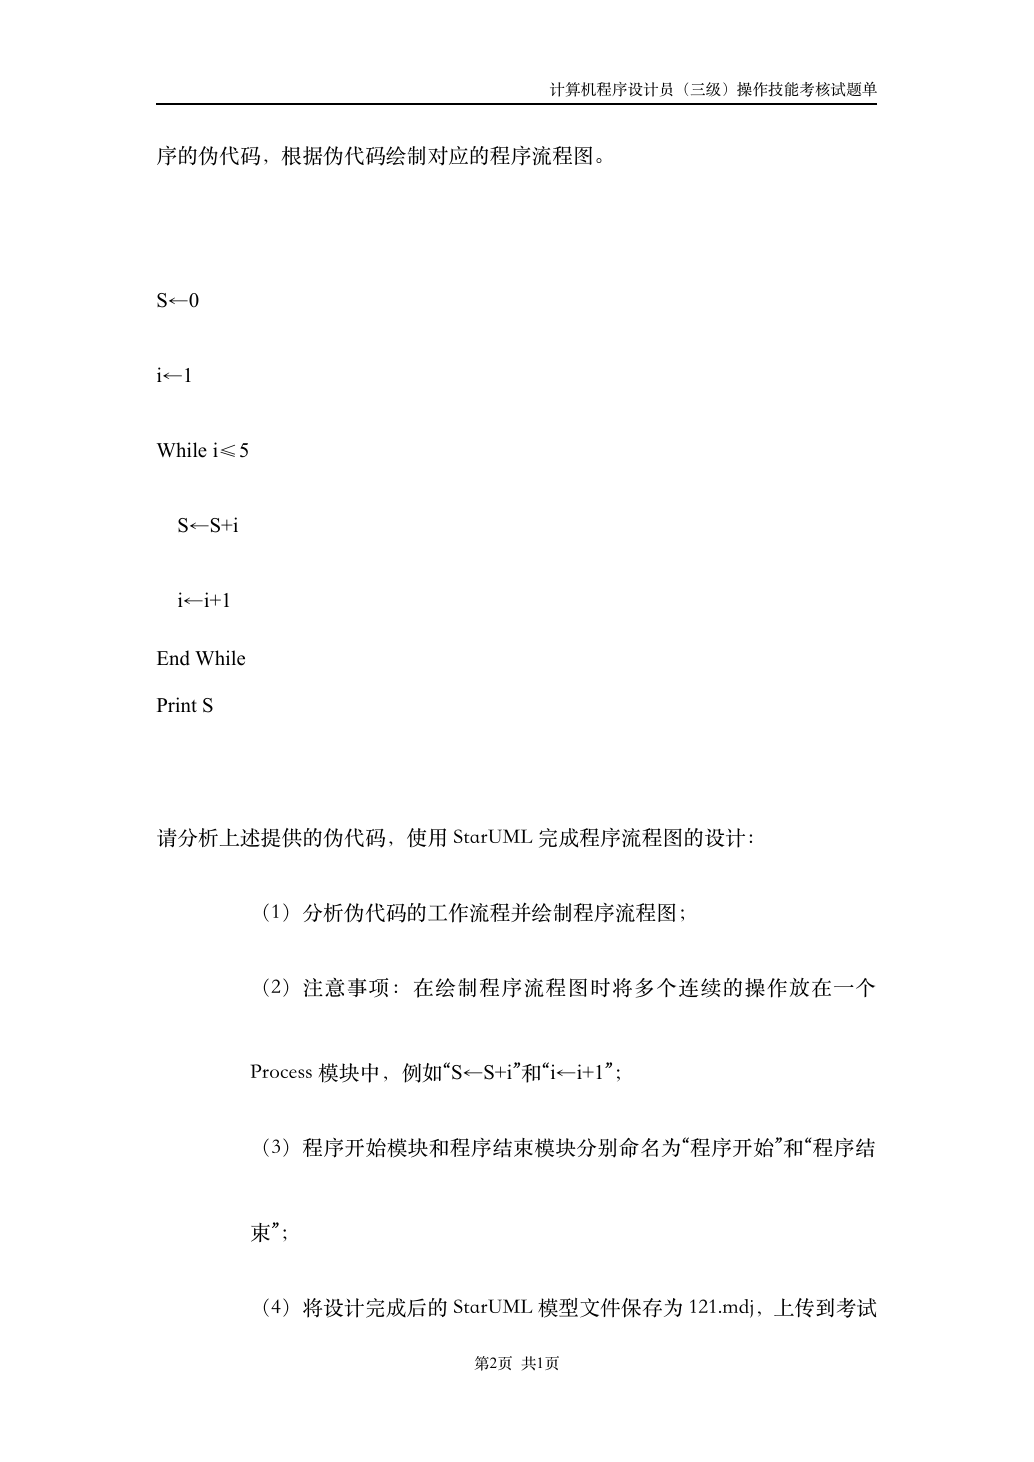 计算机程序设计员（三级）操作技能考核试题单
序的伪代码，根据伪代码绘制对应的程序流程图。
S←0
i←1
While i≤5
S←S+i
i←i+1
End While
Print S
请分析上述提供的伪代码，使用 StarUML 完成程序流程图的设计：
（1）分析伪代码的工作流程并绘制程序流程图；
（2）注意事项：在绘制程序流程图时将多个连续的操作放在一个
Process 模块中，例如“S←S+i”和“i←i+1”；
（3）程序开始模块和程序结束模块分别命名为“程序开始”和“程序结
束”；
（4）将设计完成后的 StarUML 模型文件保存为 121.mdj，上传到考试
第2页 共1页